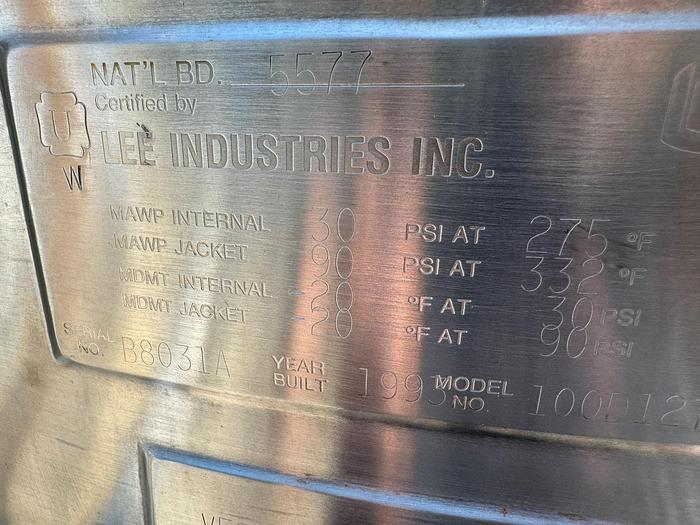 NAT'L BD. 5577
Certified by
U
W
LEE INDUSTRIES INC.
MAWP INTERNAL 30 PSI AT 275 °F
MAWP JACKET 90 PSI AT 332 °F
MDMT INTERNAL -20 °F AT 30 PSI
MDMT JACKET -20 °F AT 90 PSI
SERIAL NO. B8031A YEAR BUILT 1993 MODEL NO. 100D12